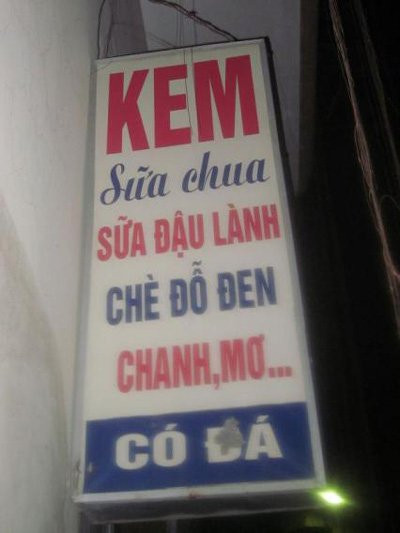 KEM
Sữa chua
SỮA ĐẬU LÀNH
CHÈ ĐỖ ĐEN
CHANH,MƠ...
CÓ ĐÁ